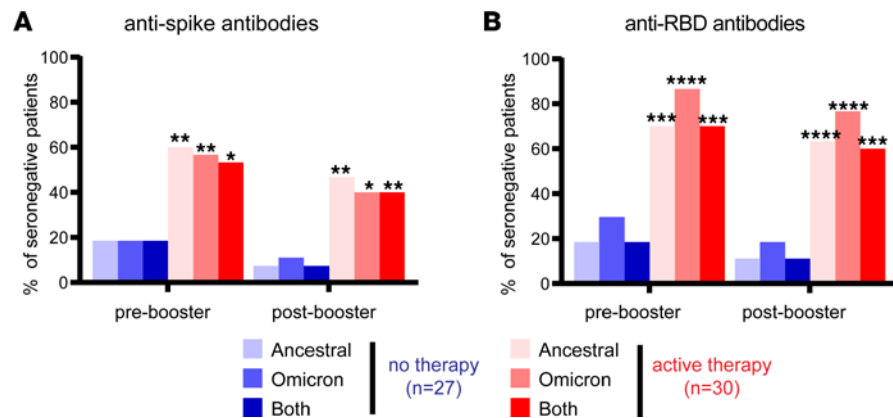 A anti-spike antibodies
% of seronegative patients
100
80
60
40
20
0
** ** * ** * **
pre-booster post-booster
B anti-RBD antibodies
% of seronegative patients
100
80
60
40
20
0
*** **** *** **** **** ***
pre-booster post-booster
Ancestral
Omicron
Both
no therapy
(n=27)
Ancestral
Omicron
Both
active therapy
(n=30)